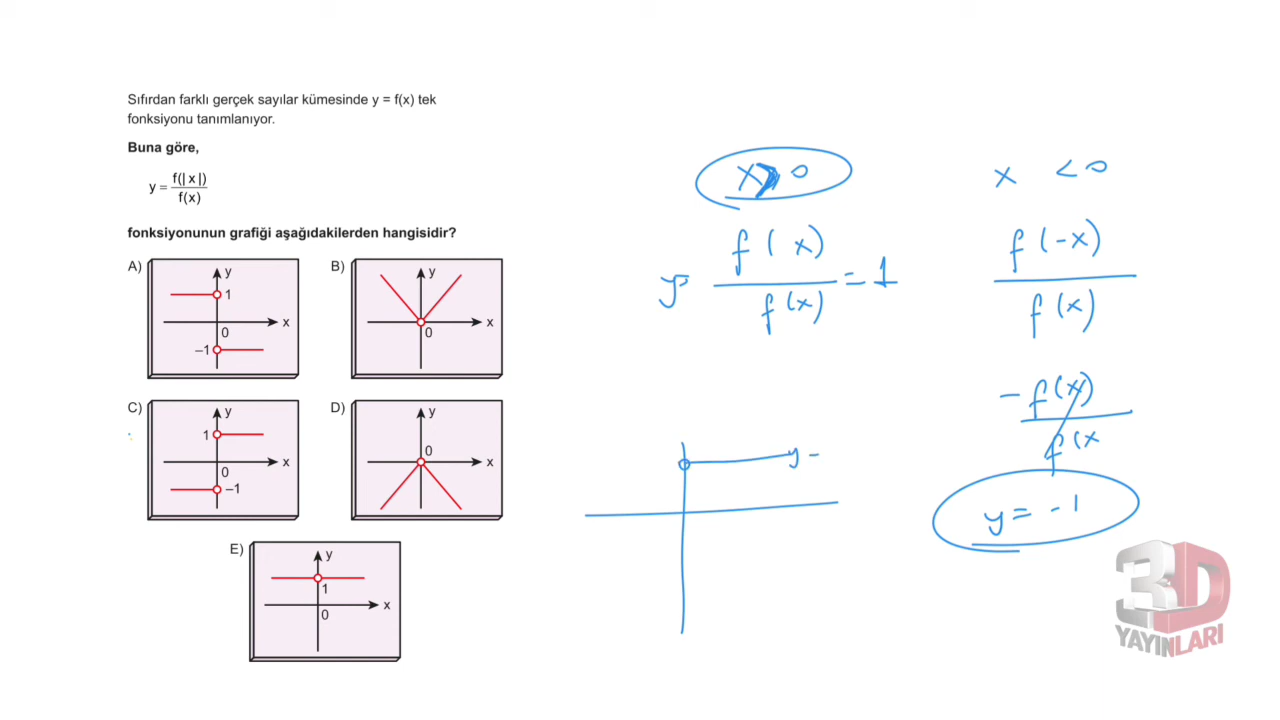 Sıfırdan farklı gerçek sayılar kümesinde y = f(x) tek
fonksiyonu tanımlanıyor.
Buna göre,
y = f(|x|) / f(x)
fonksiyonunun grafiği aşağıdakilerden hangisidir?
A)
y
1
x
0
–1
B)
y
x
0
C)
y
1
x
0
–1
D)
y
0
x
E)
y
1
x
0
x > 0
y = f(x) / f(x) = 1
x < 0
f(-x) / f(x)
-f(x) / f(x
y = -1
y -
3D
YAYINLARI